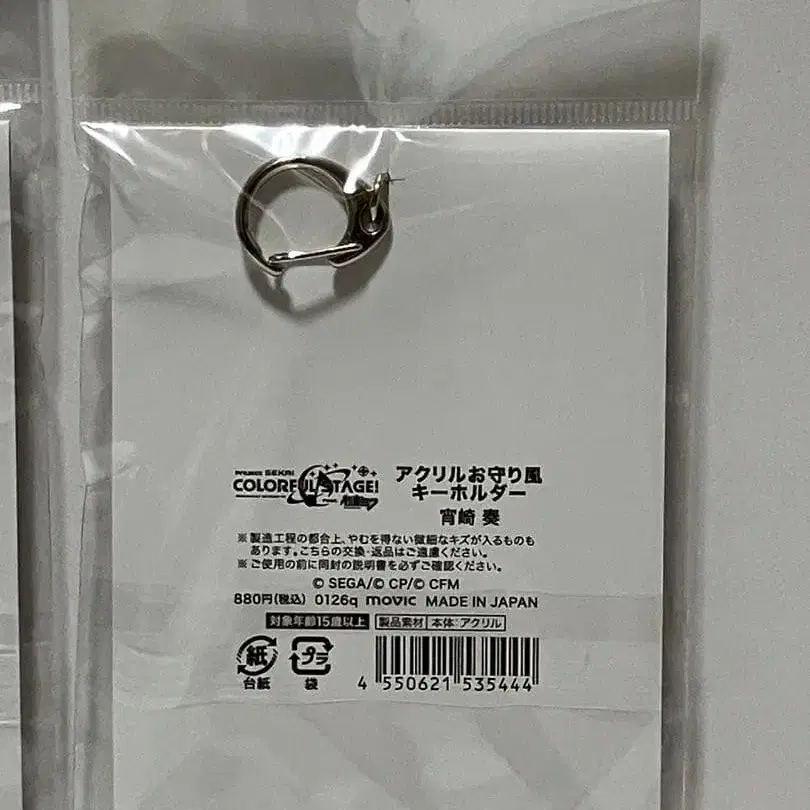 PROJECT SEKAI
COLORFUL STAGE!
アクリルお守り風
キーホルダー
宵崎 奏
※製造工程の都合上、やむを得ない微細なキズが入るものも
あります。こちらの交換・返品はご遠慮ください。
※ご使用の前に同封の説明書を必ずご確認ください。
© SEGA/© CP/© CFM
880円(税込) 0126q movic MADE IN JAPAN
対象年齢15歳以上 製品素材 本体:アクリル
紙 プラ
台紙 袋
4 550621 535444